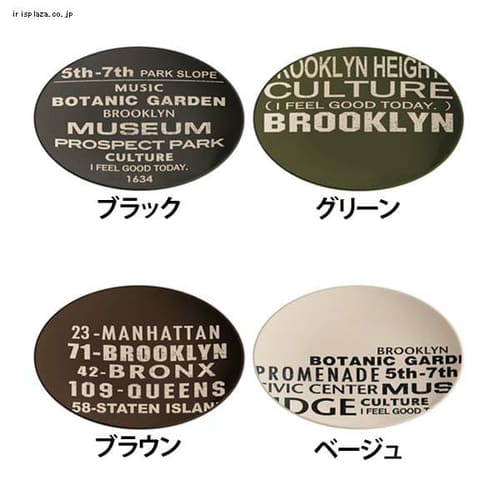 irisplaza.co.jp
5th-7th PARK SLOPE
MUSIC
BOTANIC GARDEN
BROOKLYN
MUSEUM
PROSPECT PARK
CULTURE
I FEEL GOOD TODAY.
1634
ブラック
ROOKLYN HEIGHT
CULTURE
( I FEEL GOOD TODAY. )
BROOKLYN
グリーン
23-MANHATTAN
71-BROOKLYN
42-BRONX
109-QUEENS
58-STATEN ISLAN
ブラウン
BROOKLYN
BOTANIC GARDE
PROMENADE 5th-7th
CIVIC CENTER MUS
DGE CULTURE
I FEEL GOOD T
ベージュ